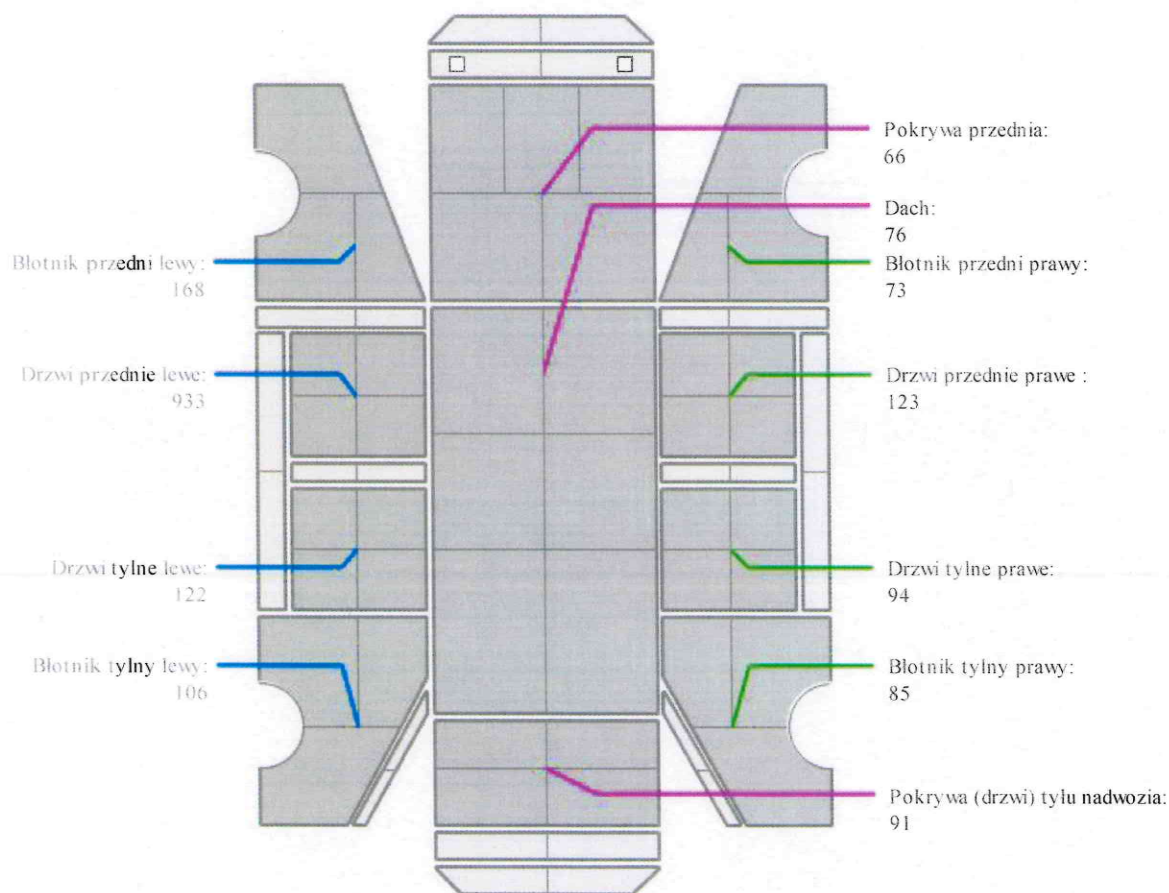 Pokrywa przednia:
66
Dach:
76
Błotnik przedni lewy:
168
Błotnik przedni prawy:
73
Drzwi przednie lewe:
933
Drzwi przednie prawe :
123
Drzwi tylne lewe:
122
Drzwi tylne prawe:
94
Błotnik tylny lewy:
106
Błotnik tylny prawy:
85
Pokrywa (drzwi) tyłu nadwozia:
91